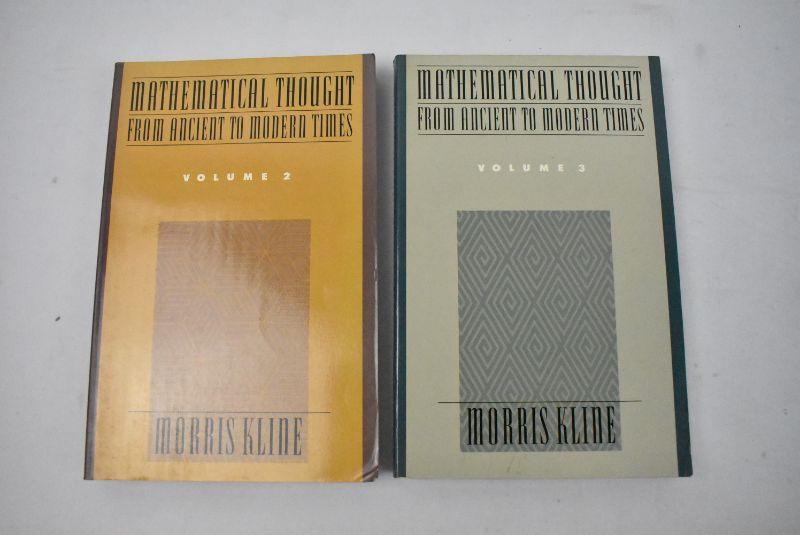 MATHEMATICAL THOUGHT
FROM ANCIENT TO MODERN TIMES
VOLUME 2
MORRIS KLINE
MATHEMATICAL THOUGHT
FROM ANCIENT TO MODERN TIMES
VOLUME 3
MORRIS KLINE